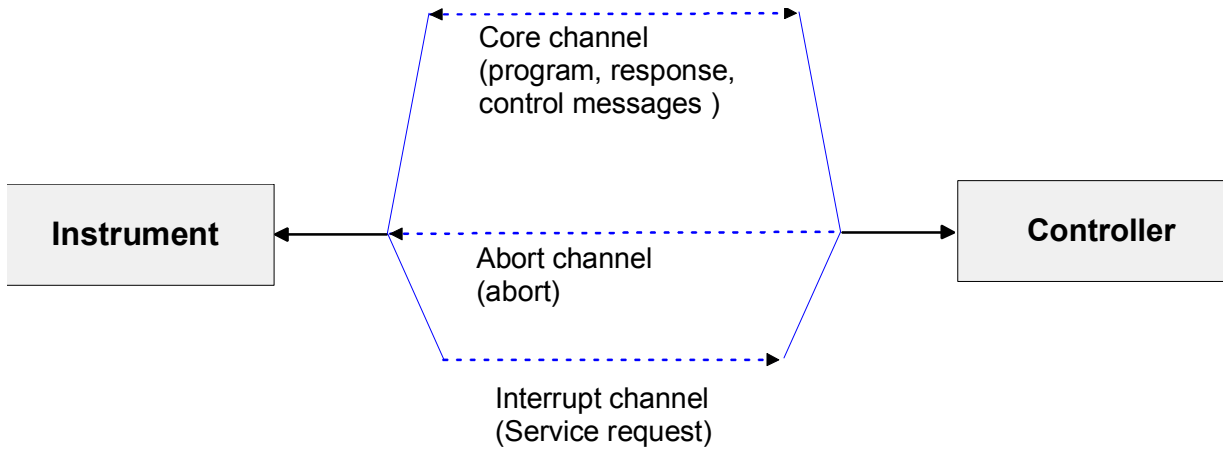 Core channel
(program, response,
control messages )
Instrument
Controller
Abort channel
(abort)
Interrupt channel
(Service request)